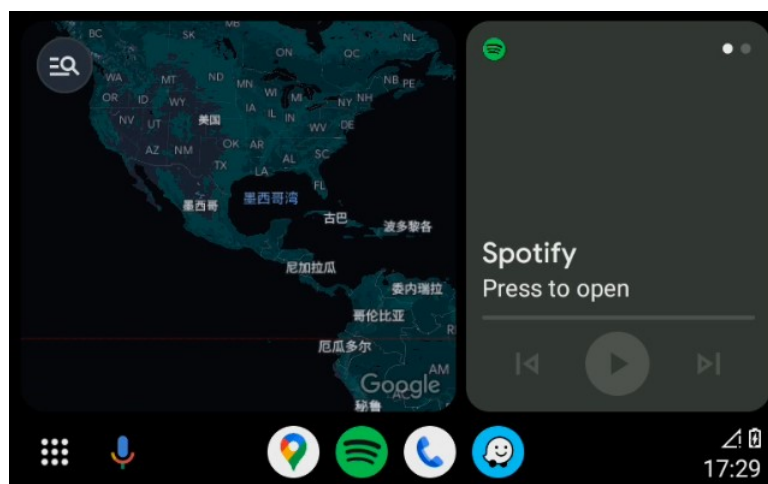 MB
BC
SK
NL
ON
QC
WA
MT
ND
MN
NB
PE
OR
ID
WY
WI
MI
NY
NH
NV
UT
美国
IA
IL
IN
WV
DE
AZ
NM
OK
AR
TX
LA
AL
SC
FL
墨西哥
墨西哥湾
古巴
波多黎各
尼加拉瓜
委内瑞拉
哥伦比亚
厄瓜多尔
AM
AC
秘鲁
Google
Spotify
Press to open
17:29